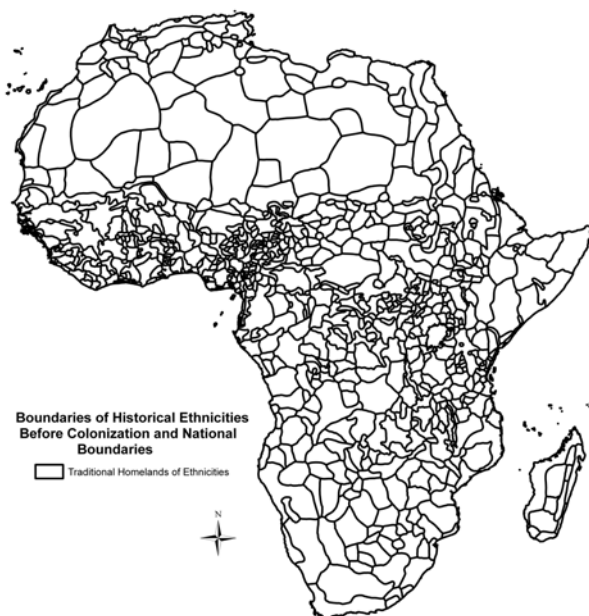 Boundaries of Historical Ethnicities
Before Colonization and National
Boundaries
Traditional Homelands of Ethnicities
N